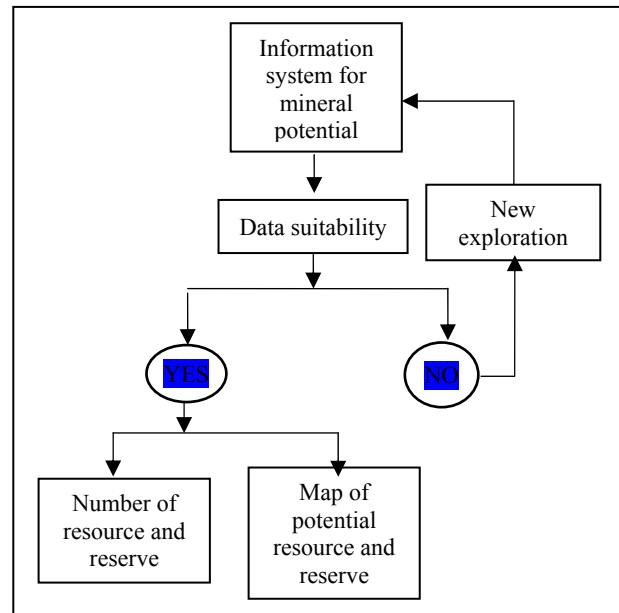 Information
system for
mineral
potential
Data suitability
New
exploration
YES
NO
Number of
resource and
reserve
Map of
potential
resource and
reserve